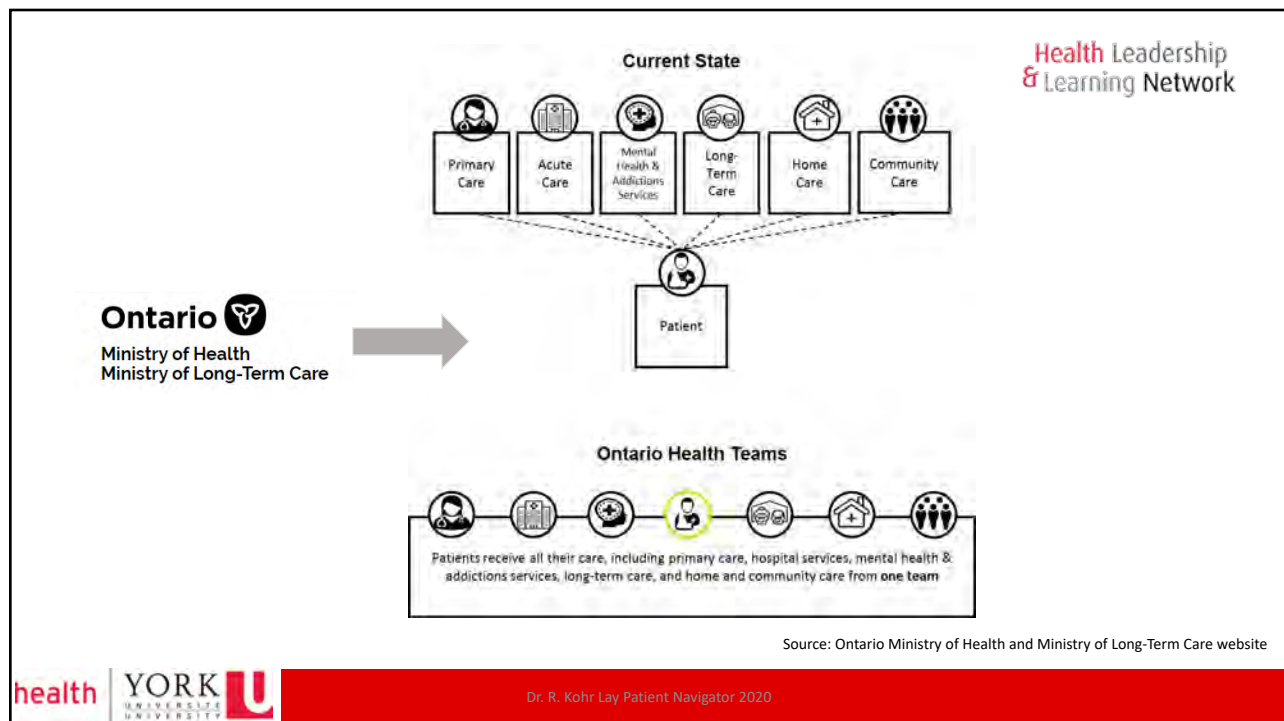 Current State
Health Leadership
& Learning Network
Primary
Care
Acute
Care
Mental
Health &
Addictions
Services
Long-
Term
Care
Home
Care
Community
Care
Patient
Ontario
Ministry of Health
Ministry of Long-Term Care
Ontario Health Teams
Patients receive all their care, including primary care, hospital services, mental health &
addictions services, long-term care, and home and community care from one team
Source: Ontario Ministry of Health and Ministry of Long-Term Care website
health
YORK U
UNIVERSITÉ
UNIVERSITY
Dr. R. Kohr Lay Patient Navigator 2020